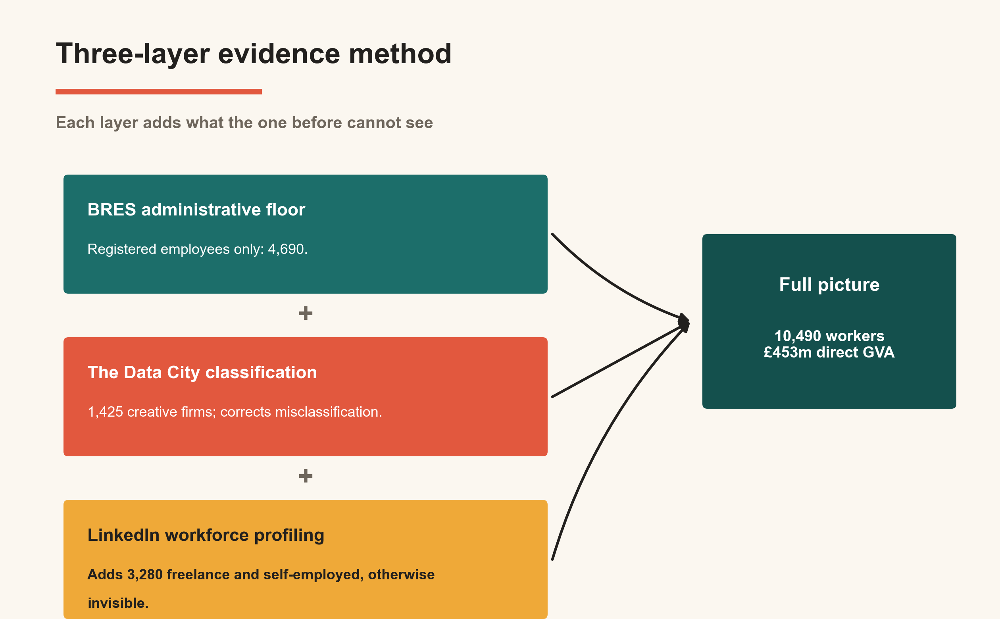 Three-layer evidence method
Each layer adds what the one before cannot see
BRES administrative floor
Registered employees only: 4,690.
+
The Data City classification
1,425 creative firms; corrects misclassification.
+
LinkedIn workforce profiling
Adds 3,280 freelance and self-employed, otherwise
invisible.
Full picture
10,490 workers
£453m direct GVA